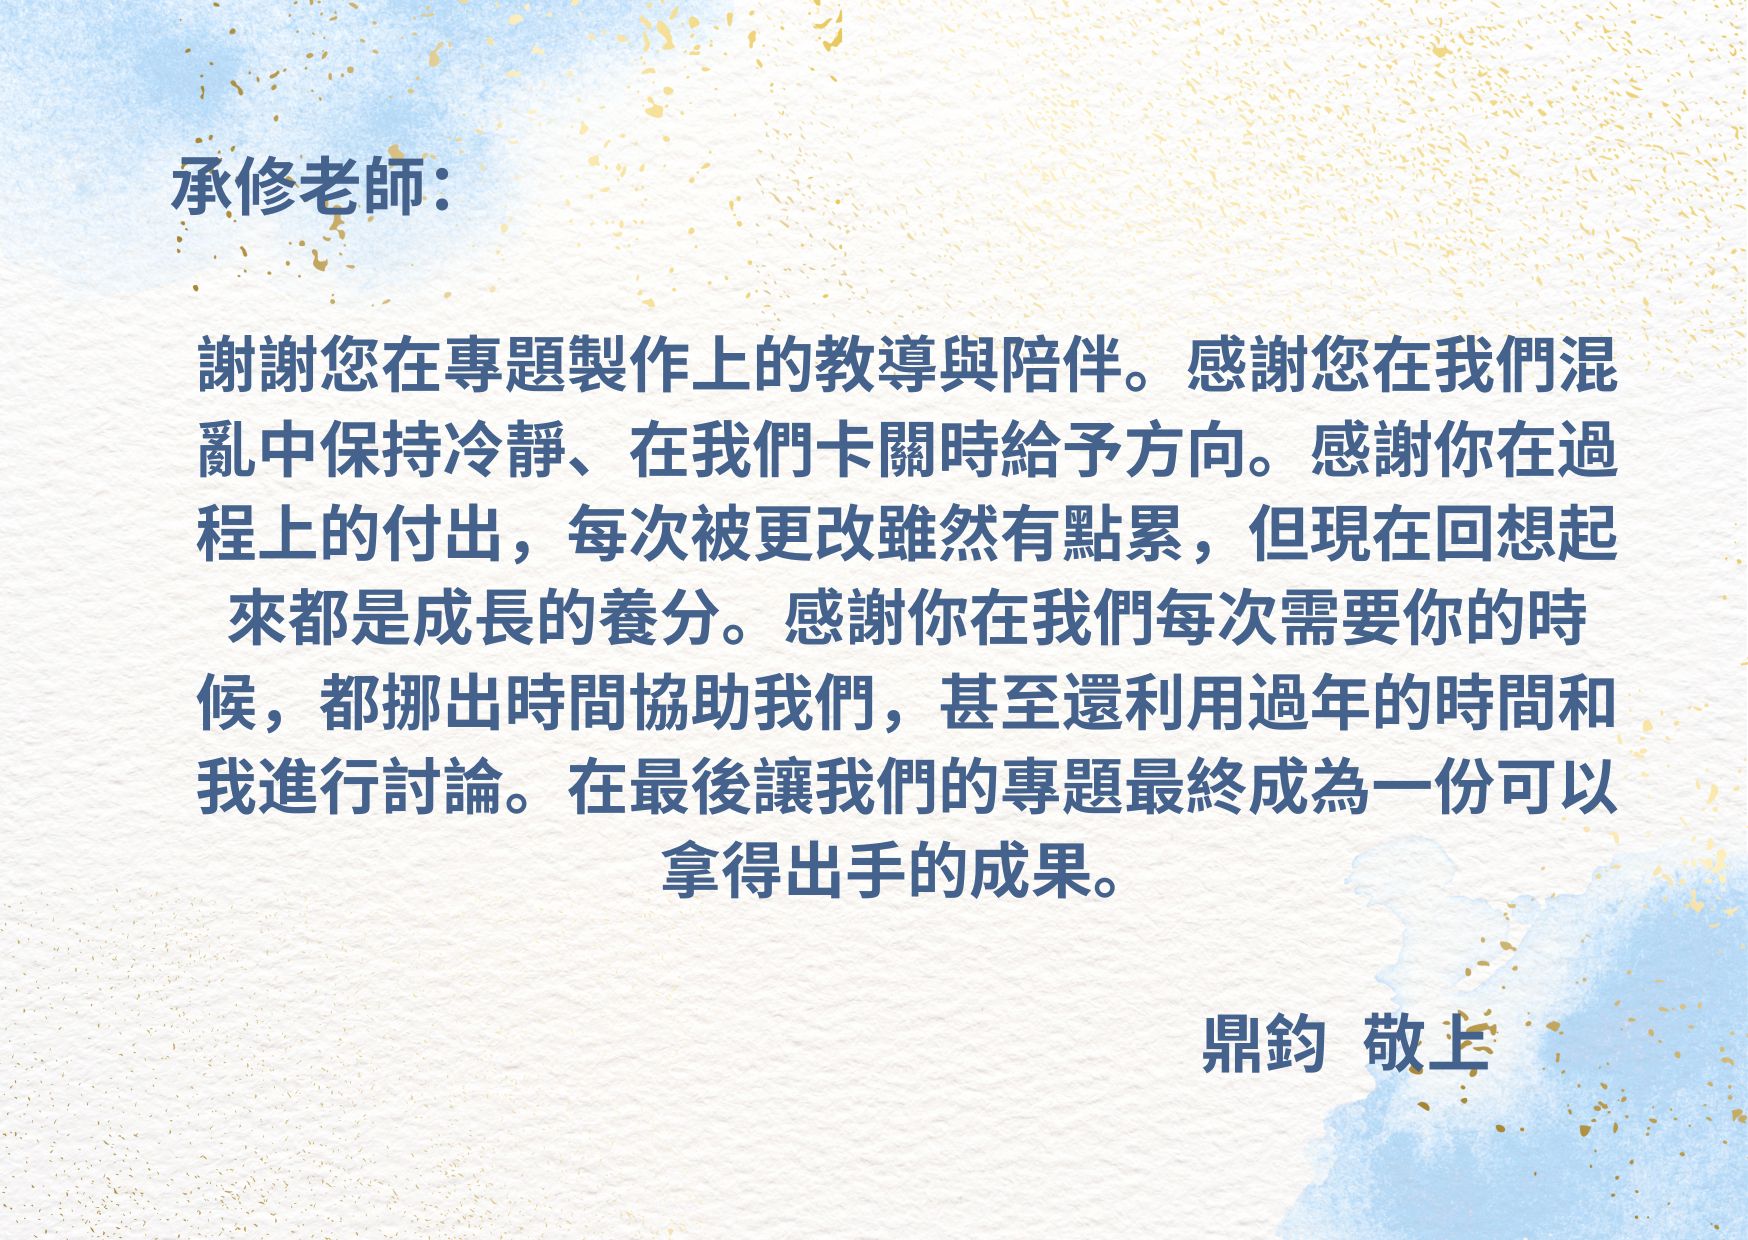 承修老師：
謝謝您在專題製作上的教導與陪伴。感謝您在我們混
亂中保持冷靜、在我們卡關時給予方向。感謝你在過
程上的付出，每次被更改雖然有點累，但現在回想起
來都是成長的養分。感謝你在我們每次需要你的時
候，都挪出時間協助我們，甚至還利用過年的時間和
我進行討論。在最後讓我們的專題最終成為一份可以
拿得出手的成果。
鼎鈞 敬上